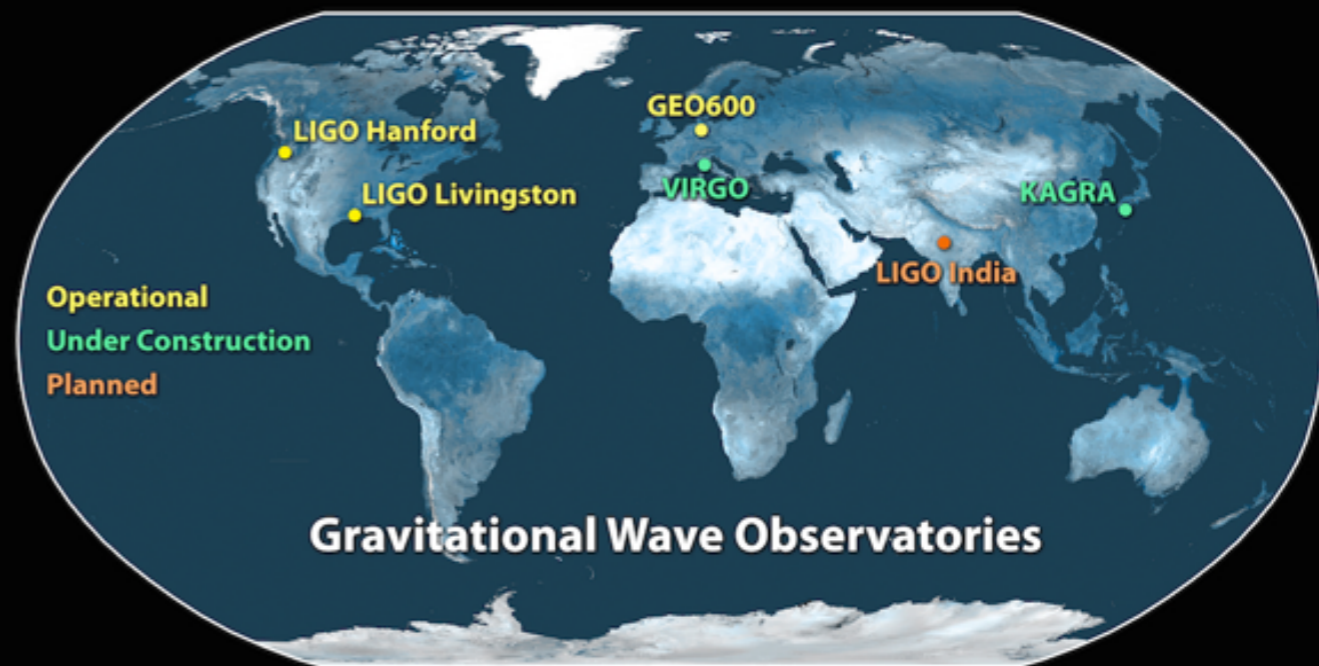 GEO600
LIGO Hanford
LIGO Livingston
VIRGO
KAGRA
LIGO India
Operational
Under Construction
Planned
Gravitational Wave Observatories